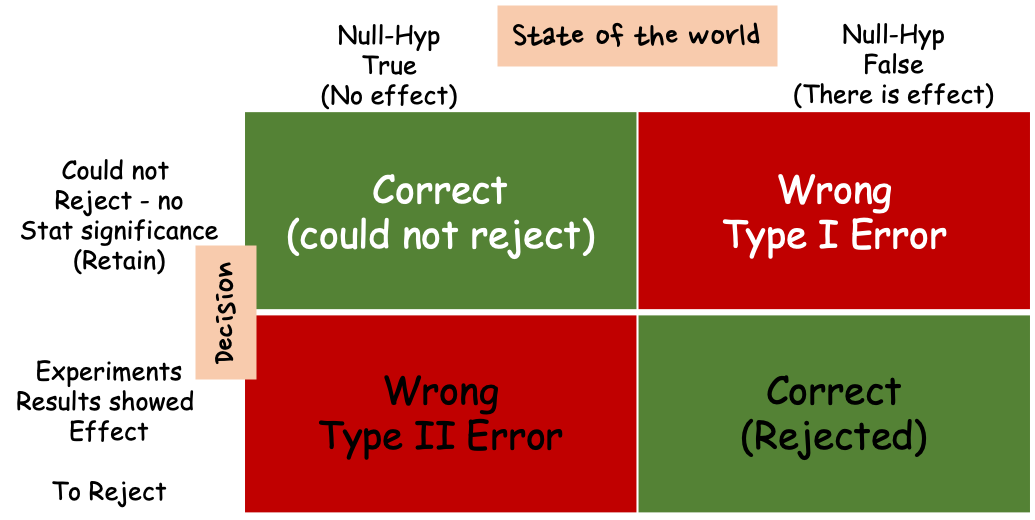 State of the world
Null-Hyp
True
(No effect)
Null-Hyp
False
(There is effect)
Could not
Reject - no
Stat significance
(Retain)
Correct
(could not reject)
Wrong
Type I Error
Decision
Experiments
Results showed
Effect
To Reject
Wrong
Type II Error
Correct
(Rejected)